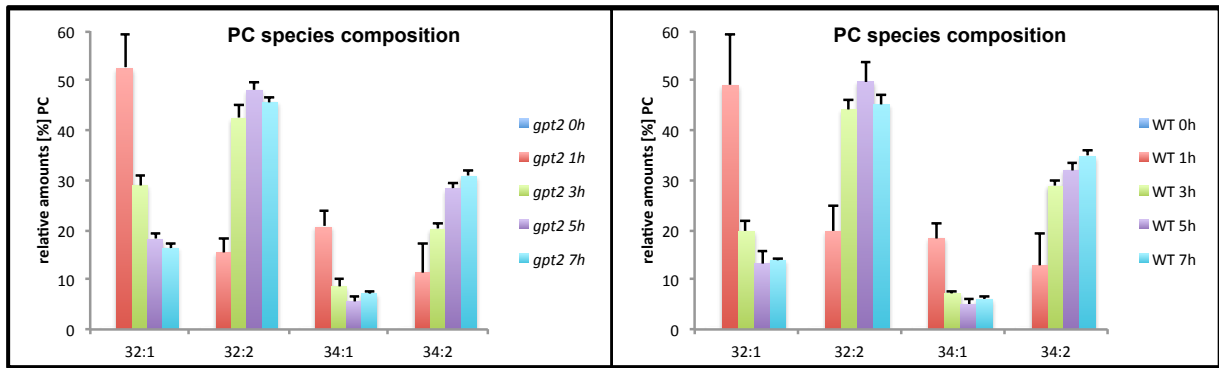 PC species composition
relative amounts [%] PC
60
50
40
30
20
10
0
32:1
32:2
34:1
34:2
gpt2 0h
gpt2 1h
gpt2 3h
gpt2 5h
gpt2 7h
PC species composition
relative amounts [%] PC
60
50
40
30
20
10
0
32:1
32:2
34:1
34:2
WT 0h
WT 1h
WT 3h
WT 5h
WT 7h